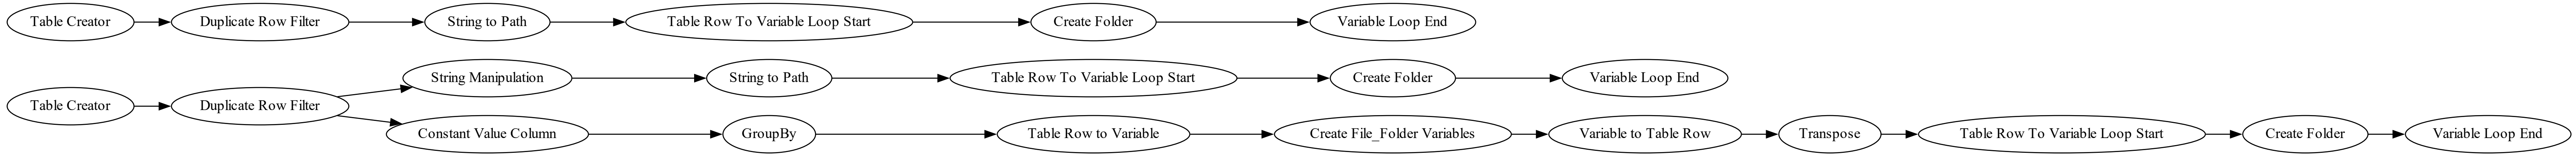 Table Creator Duplicate Row Filter String to Path Table Row To Variable Loop Start Create Folder Variable Loop End
String Manipulation String to Path Table Row To Variable Loop Start Create Folder Variable Loop End
Table Creator Duplicate Row Filter
Constant Value Column GroupBy Table Row to Variable Create File_Folder Variables Variable to Table Row Transpose Table Row To Variable Loop Start Create Folder Variable Loop End